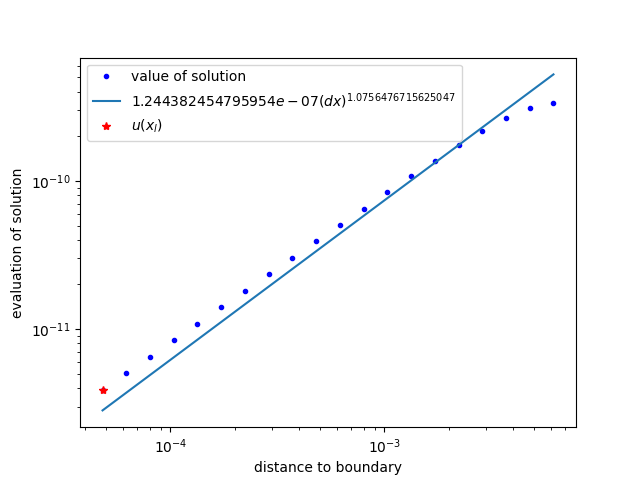 value of solution
1.244382454795954e − 07(dx)^1.0756476715625047
u(x_l)
evaluation of solution
10^−10
10^−11
10^−4
10^−3
distance to boundary